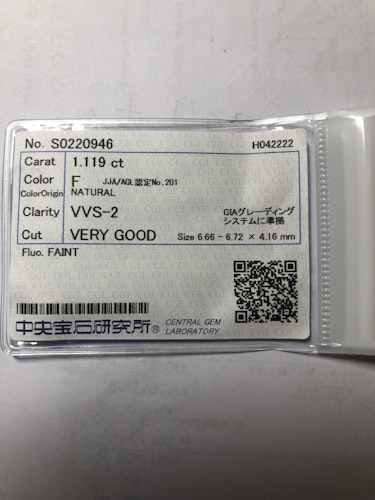 No. S0220946 H042222
Carat 1.119 ct
Color F JJA/AGL認定No.201
ColorOrigin NATURAL
Clarity VVS-2 GIAグレーディング
システムに準拠
Cut VERY GOOD Size 6.66 - 6.72 × 4.16 mm
Fluo. FAINT
中央宝石研究所® CENTRAL GEM
LABORATORY.